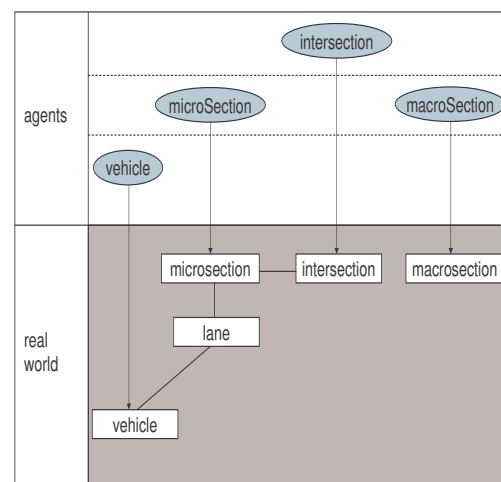 intersection
microSection
macroSection
agents
vehicle
microsection
intersection
macrosection
lane
real
world
vehicle